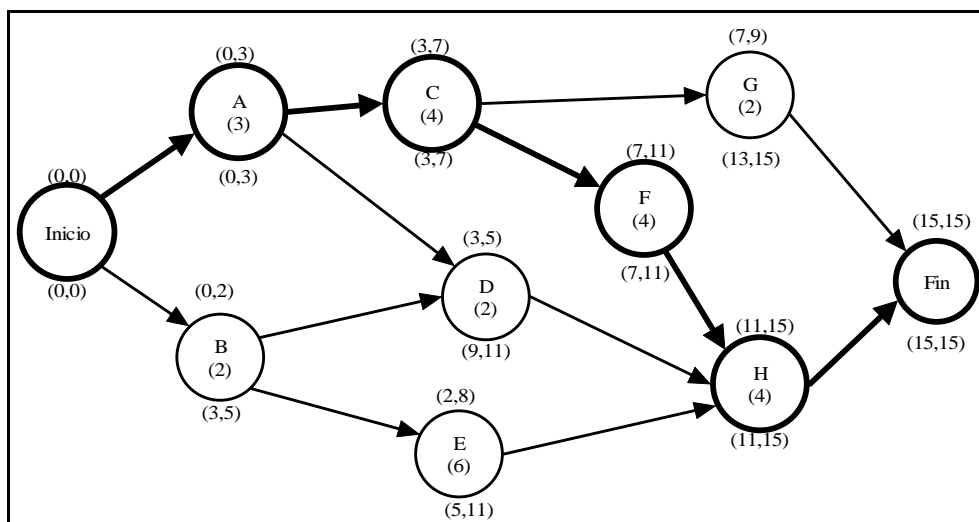 (7,9)
(0,3)
(3,7)
G
(2)
A
(3)
C
(4)
(7,11)
(13,15)
(0,3)
(3,7)
(0,0)
F
(4)
Inicio
(3,5)
(15,15)
(0,0)
(7,11)
D
(2)
Fin
(0,2)
(9,11)
(11,15)
(15,15)
B
(2)
H
(4)
(3,5)
(2,8)
E
(6)
(11,15)
(5,11)